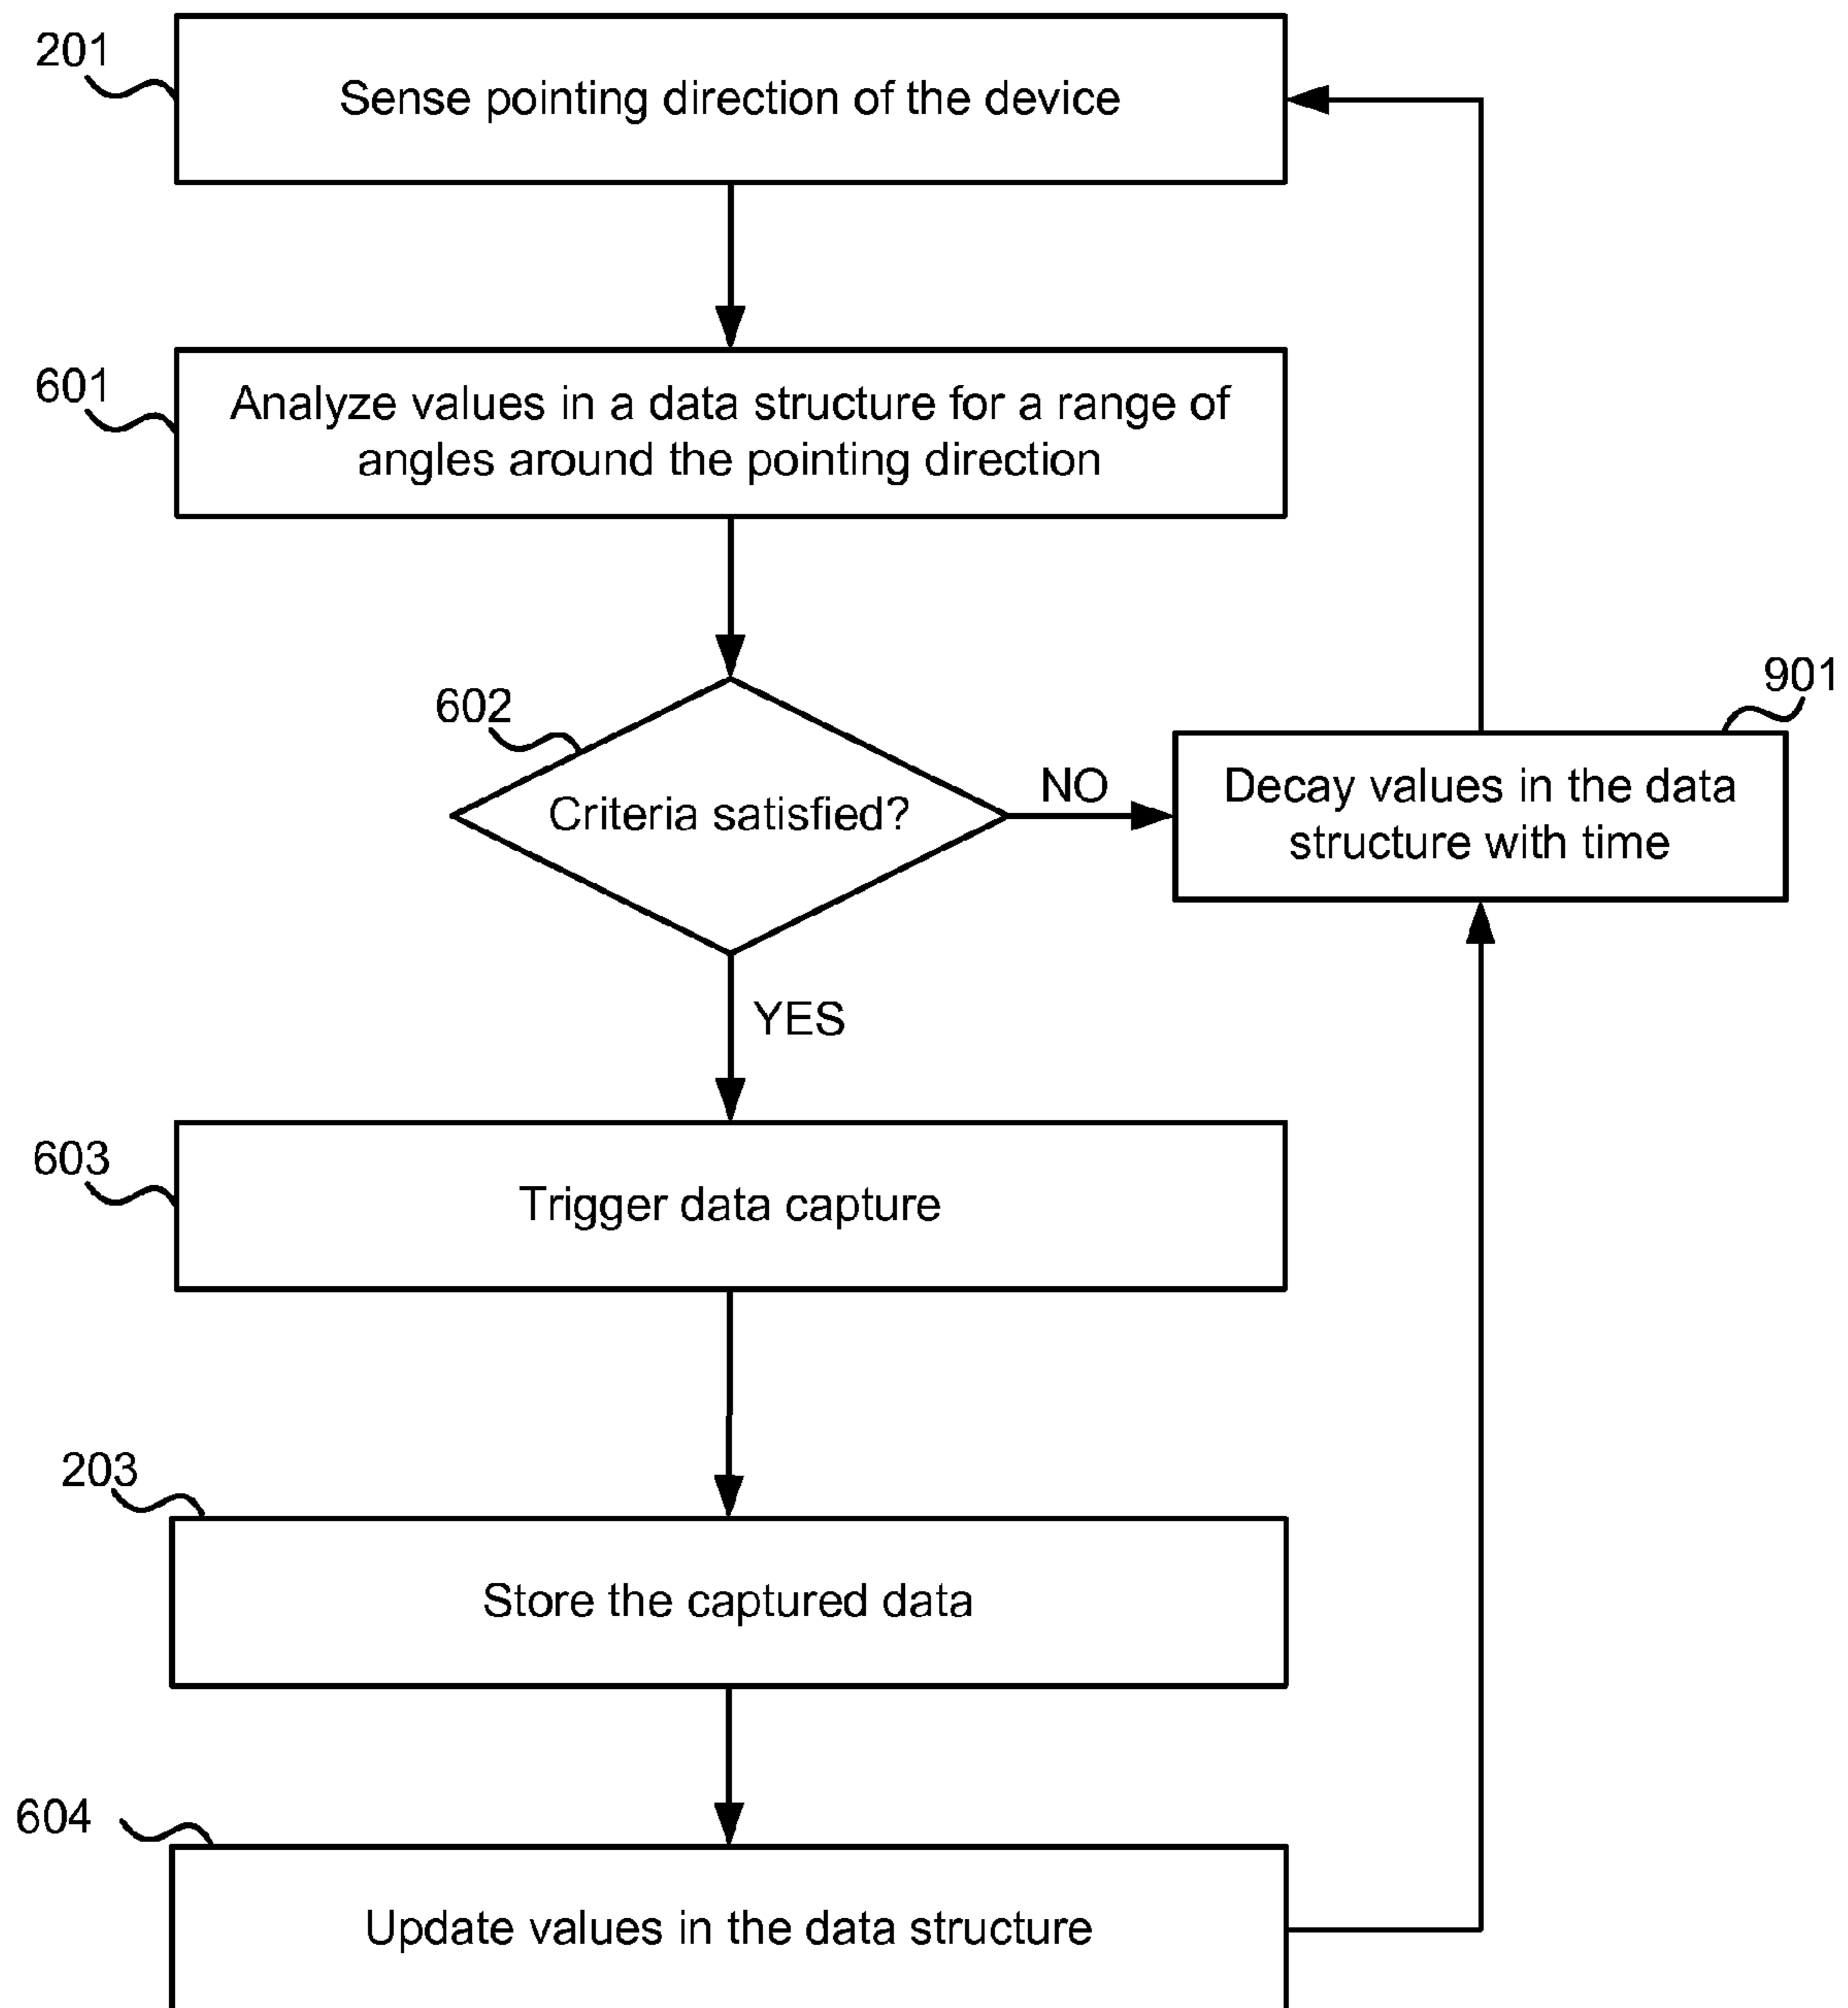 201
Sense pointing direction of the device
601
Analyze values in a data structure for a range of
angles around the pointing direction
602
Criteria satisfied?
NO
901
Decay values in the data
structure with time
YES
603
Trigger data capture
203
Store the captured data
604
Update values in the data structure